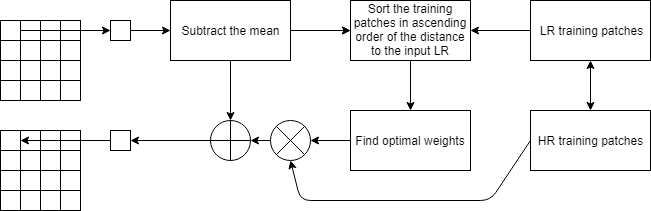 Subtract the mean
Sort the training
patches in ascending
order of the distance
to the input LR
LR training patches
Find optimal weights
HR training patches